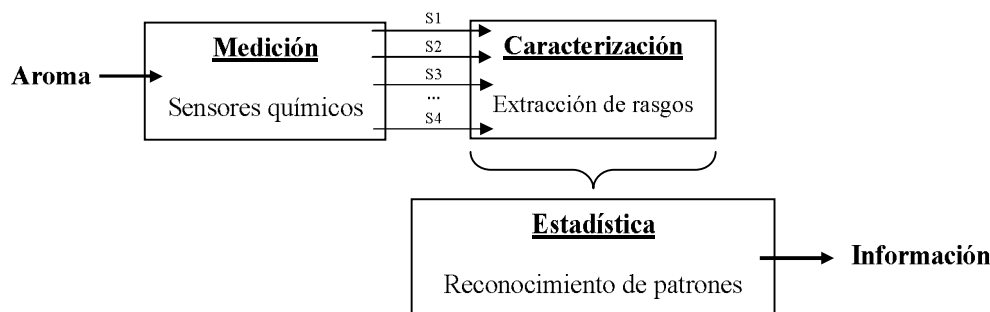 Aroma
Medición
Sensores químicos
S1
S2
S3
...
S4
Caracterización
Extracción de rasgos
Estadística
Reconocimiento de patrones
Información